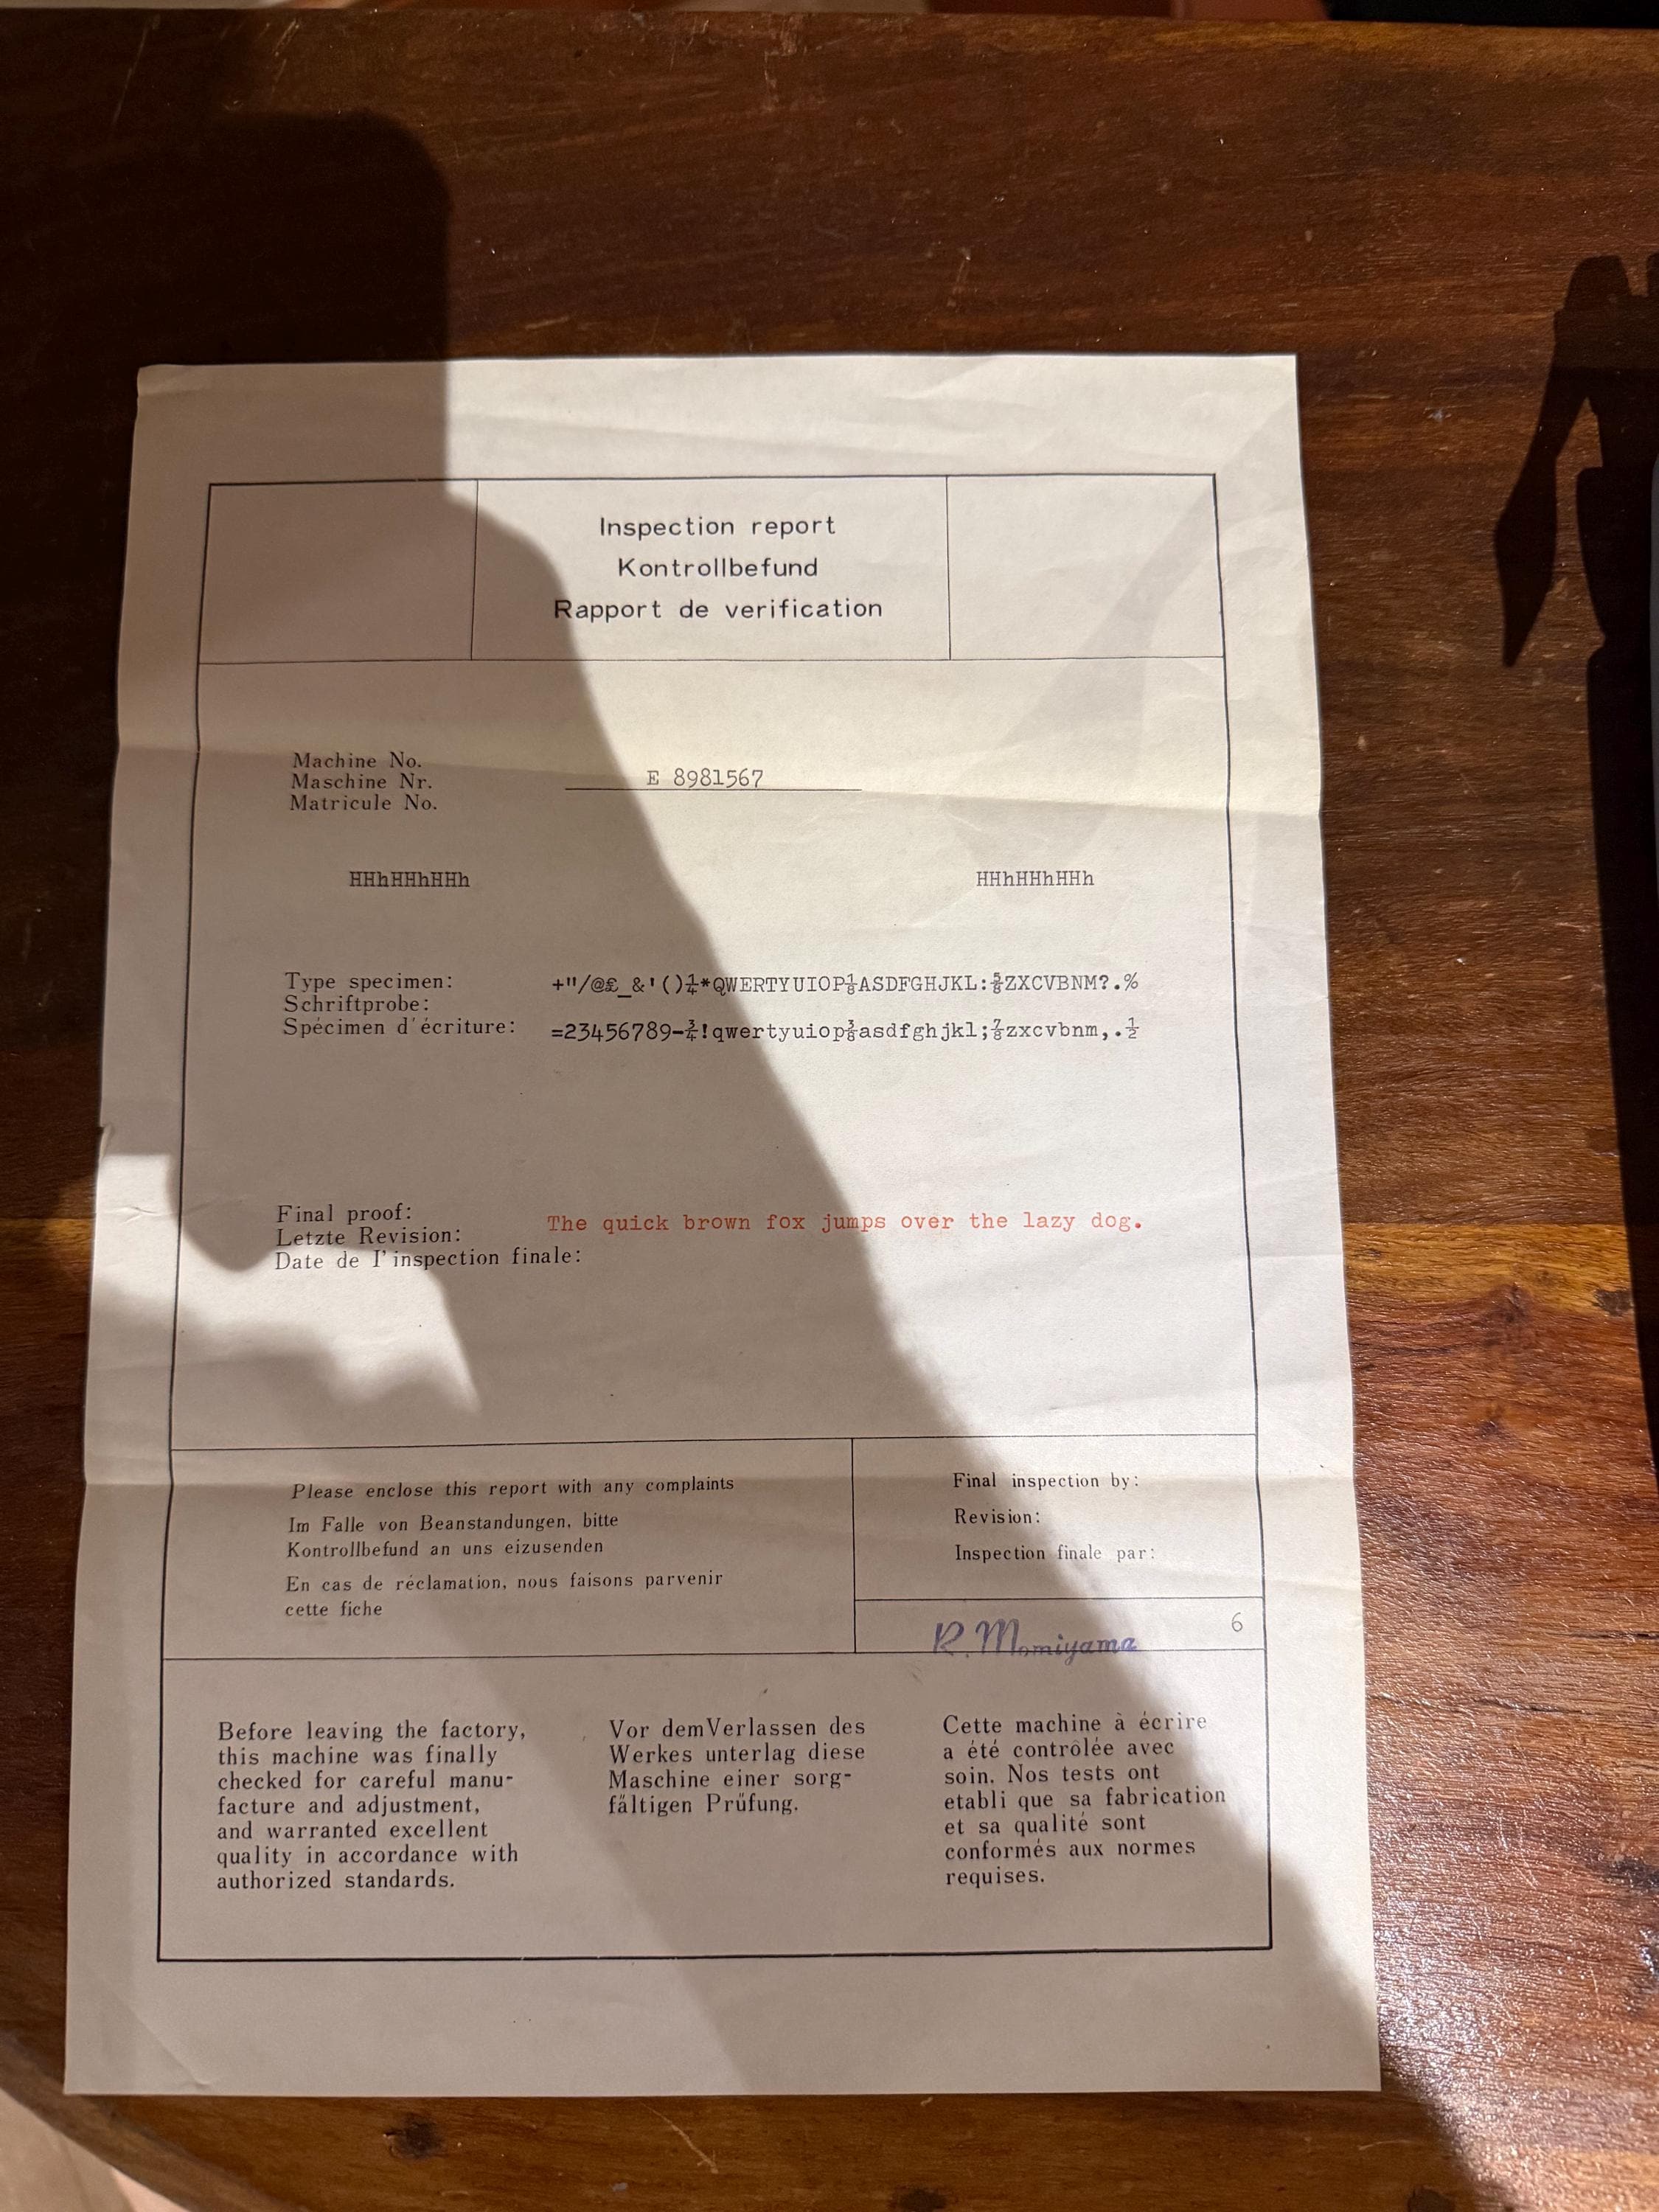 Inspection report
Kontrollbefund
Rapport de verification
Machine No.
Maschine Nr.
Matricule No.
E 8981567
HHhHHhHHh HHhHHhHHh
Type specimen:
Schriftprobe:
Spécimen d'écriture:
+"/@£_&'()¼*QWERTYUIOP⅛ASDFGHJKL:⅝ZXCVBNM?.%
=23456789-¾!qwertyuiop⅜asdfghjkl;⅞zxcvbnm,.½
Final proof:
Letzte Revision:
Date de I'inspection finale:
The quick brown fox jumps over the lazy dog.
Please enclose this report with any complaints
Im Falle von Beanstandungen, bitte
Kontrollbefund an uns eizusenden
En cas de réclamation, nous faisons parvenir
cette fiche
Final inspection by:
Revision:
Inspection finale par:
R. Momiyama
6
Before leaving the factory,
this machine was finally
checked for careful manu-
facture and adjustment,
and warranted excellent
quality in accordance with
authorized standards.
Vor demVerlassen des
Werkes unterlag diese
Maschine einer sorg-
fältigen Prüfung.
Cette machine à écrire
a été contrôlée avec
soin. Nos tests ont
etabli que sa fabrication
et sa qualité sont
conformés aux normes
requises.